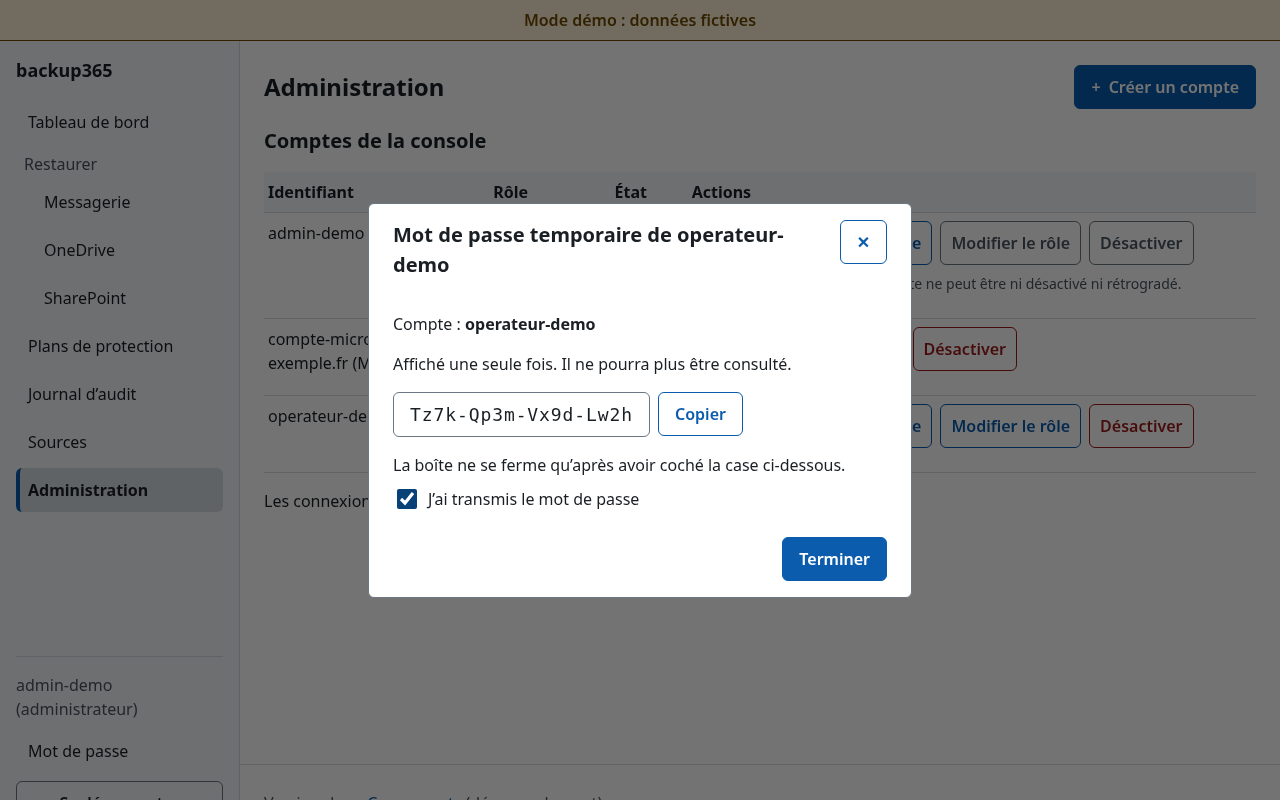 Mode démo : données fictives
backup365
Tableau de bord
Restaurer
Messagerie
OneDrive
SharePoint
Plans de protection
Journal d’audit
Sources
Administration
admin-demo
(administrateur)
Mot de passe
Administration
+ Créer un compte
Comptes de la console
Identifiant Rôle État Actions
admin-demo
Modifier le rôle Désactiver
ne peut être ni désactivé ni rétrogradé.
exemple.fr
Désactiver
Modifier le rôle Désactiver
Les
Mot de passe temporaire de operateur-
demo
×
Compte : operateur-demo
Affiché une seule fois. Il ne pourra plus être consulté.
Tz7k-Qp3m-Vx9d-Lw2h Copier
La boîte ne se ferme qu’après avoir coché la case ci-dessous.
J’ai transmis le mot de passe
Terminer